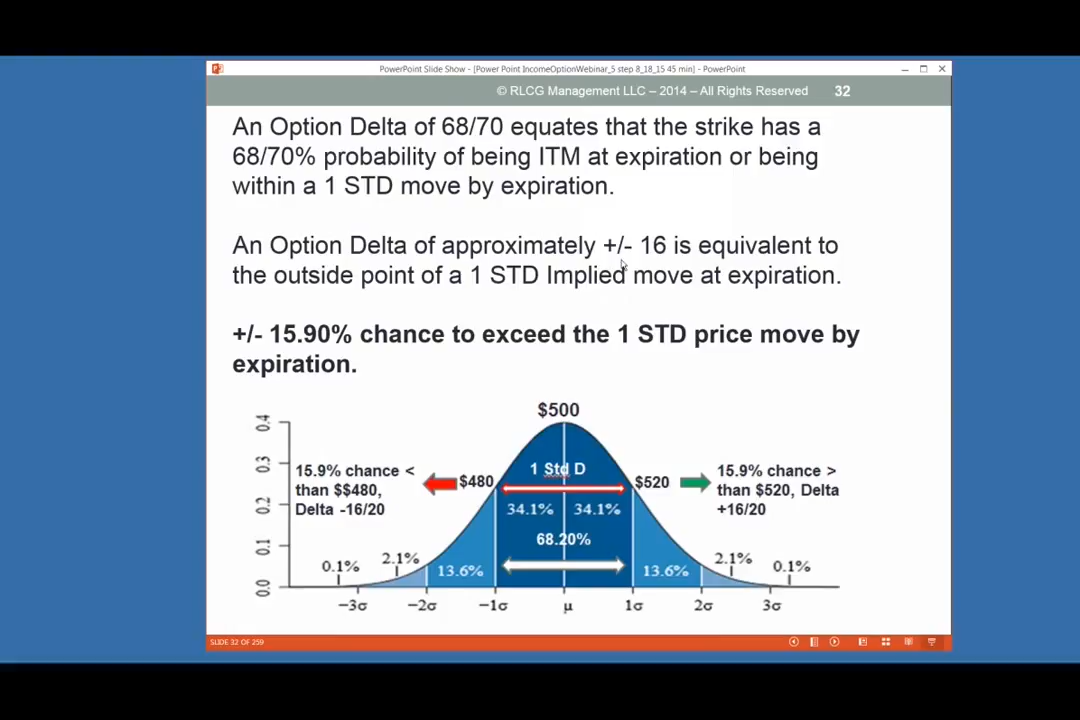 PowerPoint Slide Show - [Power Point IncomeOptionWebinar_5 step 8_18_15 45 min] - PowerPoint
© RLCG Management LLC – 2014 – All Rights Reserved 32
An Option Delta of 68/70 equates that the strike has a
68/70% probability of being ITM at expiration or being
within a 1 STD move by expiration.
An Option Delta of approximately +/- 16 is equivalent to
the outside point of a 1 STD Implied move at expiration.
+/- 15.90% chance to exceed the 1 STD price move by
expiration.
$500
0.4
0.3
0.2
0.1
0.0
15.9% chance <
than $$480,
Delta -16/20
$480
1 Std D
$520
15.9% chance >
than $520, Delta
+16/20
34.1% 34.1%
68.20%
0.1% 2.1% 13.6% 13.6% 2.1% 0.1%
−3σ −2σ −1σ μ 1σ 2σ 3σ
SLIDE 32 OF 259